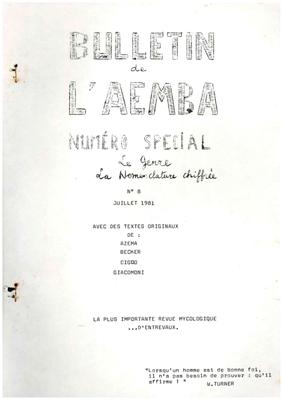 BULLETIN
de
L'AEMBA
NUMÉRO SPECIAL
Le Genre
La Nomenclature chiffrée
N° 8
JUILLET 1981
AVEC DES TEXTES ORIGINAUX
DE :
AZEMA
BECKER
CIGGO
GIACOMONI
LA PLUS IMPORTANTE REVUE MYCOLOGIQUE
...D'ENTREVAUX.
"Lorsqu'un homme est de bonne foi,
il n'a pas besoin de prouver : qu'il
affirme ! "
W.TURNER